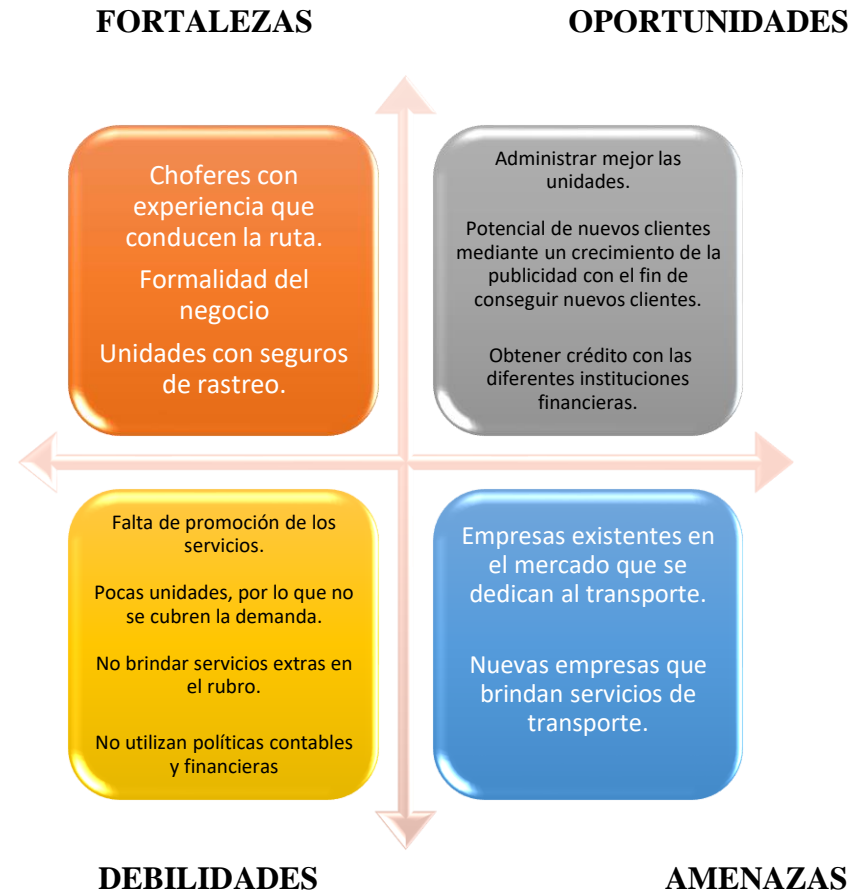 FORTALEZAS
OPORTUNIDADES
Choferes con
experiencia que
conducen la ruta.
Formalidad del
negocio
Unidades con seguros
de rastreo.
Administrar mejor las
unidades.
Potencial de nuevos clientes
mediante un crecimiento de la
publicidad con el fin de
conseguir nuevos clientes.
Obtener crédito con las
diferentes instituciones
financieras.
Falta de promoción de los
servicios.
Pocas unidades, por lo que no
se cubren la demanda.
No brindar servicios extras en
el rubro.
No utilizan políticas contables
y financieras
Empresas existentes en
el mercado que se
dedican al transporte.
Nuevas empresas que
brindan servicios de
transporte.
DEBILIDADES
AMENAZAS